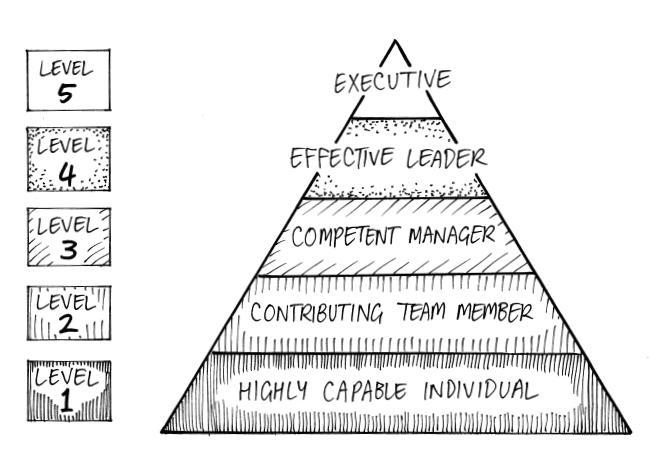 LEVEL
5
EXECUTIVE
LEVEL
4
EFFECTIVE LEADER
LEVEL
3
COMPETENT MANAGER
LEVEL
2
CONTRIBUTING TEAM MEMBER
LEVEL
1
HIGHLY CAPABLE INDIVIDUAL